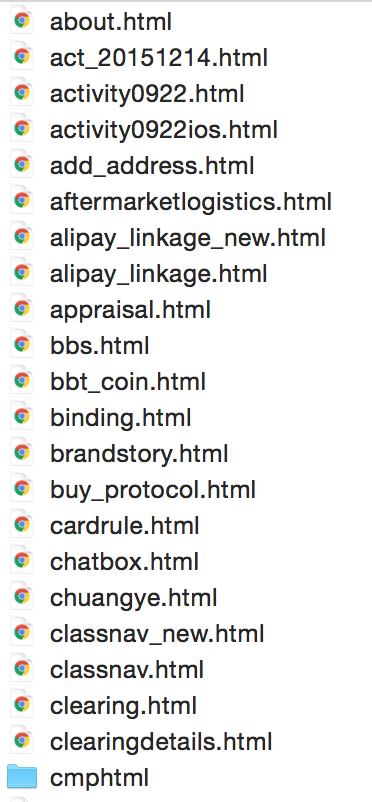 about.html
act_20151214.html
activity0922.html
activity0922ios.html
add_address.html
aftermarketlogistics.html
alipay_linkage_new.html
alipay_linkage.html
appraisal.html
bbs.html
bbt_coin.html
binding.html
brandstory.html
buy_protocol.html
cardrule.html
chatbox.html
chuangye.html
classnav_new.html
classnav.html
clearing.html
clearingdetails.html
cmphtml